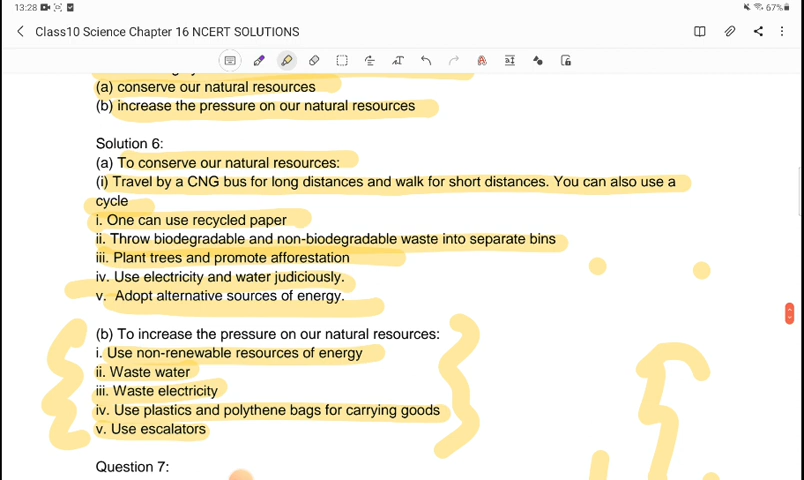 13:28 67%
Class10 Science Chapter 16 NCERT SOLUTIONS
(a) conserve our natural resources
(b) increase the pressure on our natural resources
Solution 6:
(a) To conserve our natural resources:
(i) Travel by a CNG bus for long distances and walk for short distances. You can also use a
cycle
i. One can use recycled paper
ii. Throw biodegradable and non-biodegradable waste into separate bins
iii. Plant trees and promote afforestation
iv. Use electricity and water judiciously.
v. Adopt alternative sources of energy.
(b) To increase the pressure on our natural resources:
i. Use non-renewable resources of energy
ii. Waste water
iii. Waste electricity
iv. Use plastics and polythene bags for carrying goods
v. Use escalators
Question 7: